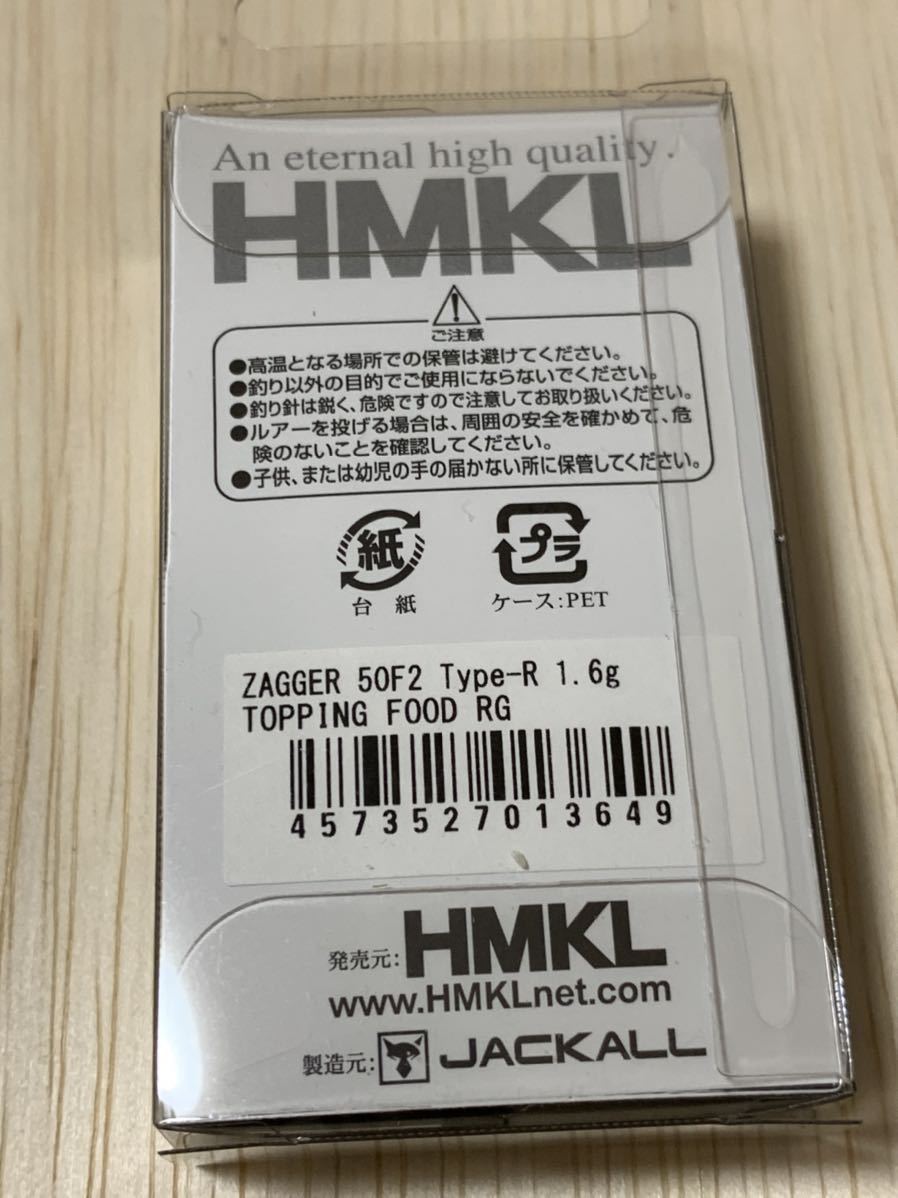 An eternal high quality.
HMKL
ご注意
●高温となる場所での保管は避けてください。
●釣り以外の目的でご使用にならないでください。
●釣り針は鋭く、危険ですので注意してお取り扱いください。
●ルアーを投げる場合は、周囲の安全を確かめて、危
険のないことを確認してください。
●子供、または幼児の手の届かない所に保管してください。
紙 プラ
台紙 ケース:PET
ZAGGER 50F2 Type-R 1.6g
TOPPING FOOD RG
4573527013649
発売元:HMKL
www.HMKLnet.com
製造元: JACKALL